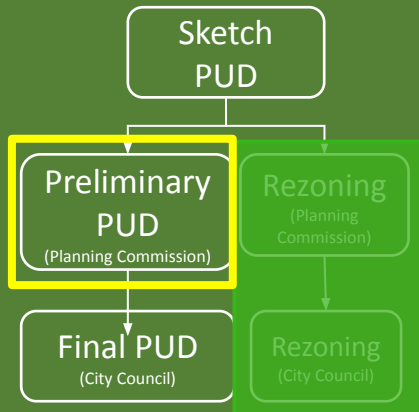 Sketch
PUD
Preliminary
PUD
(Planning Commission)
Rezoning
(Planning
Commission)
Final PUD
(City Council)
Rezoning
(City Council)